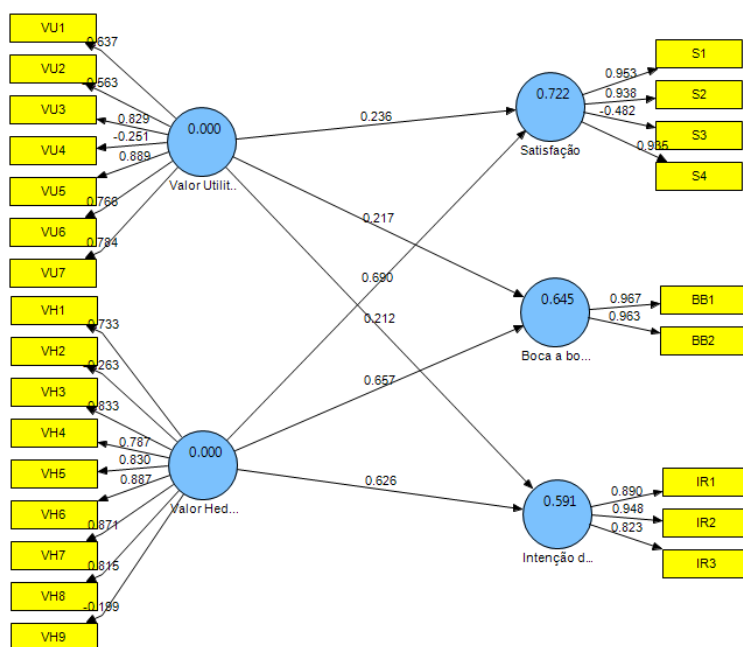 VU1
0.637
VU2
0.563
VU3
0.829
VU4
-0.251
VU5
0.889
VU6
0.766
VU7
0.784
0.000
Valor Utilit..
VH1
0.733
VH2
-0.263
VH3
0.833
VH4
0.787
VH5
0.830
VH6
0.887
VH7
0.871
VH8
0.815
VH9
-0.199
0.000
Valor Hed...
0.236
0.217
0.690
0.212
0.657
0.626
0.722
Satisfação
0.953
S1
0.938
S2
-0.482
S3
0.935
S4
0.645
Boca a bo...
0.967
BB1
0.963
BB2
0.591
Intenção d...
0.890
IR1
0.948
IR2
0.823
IR3